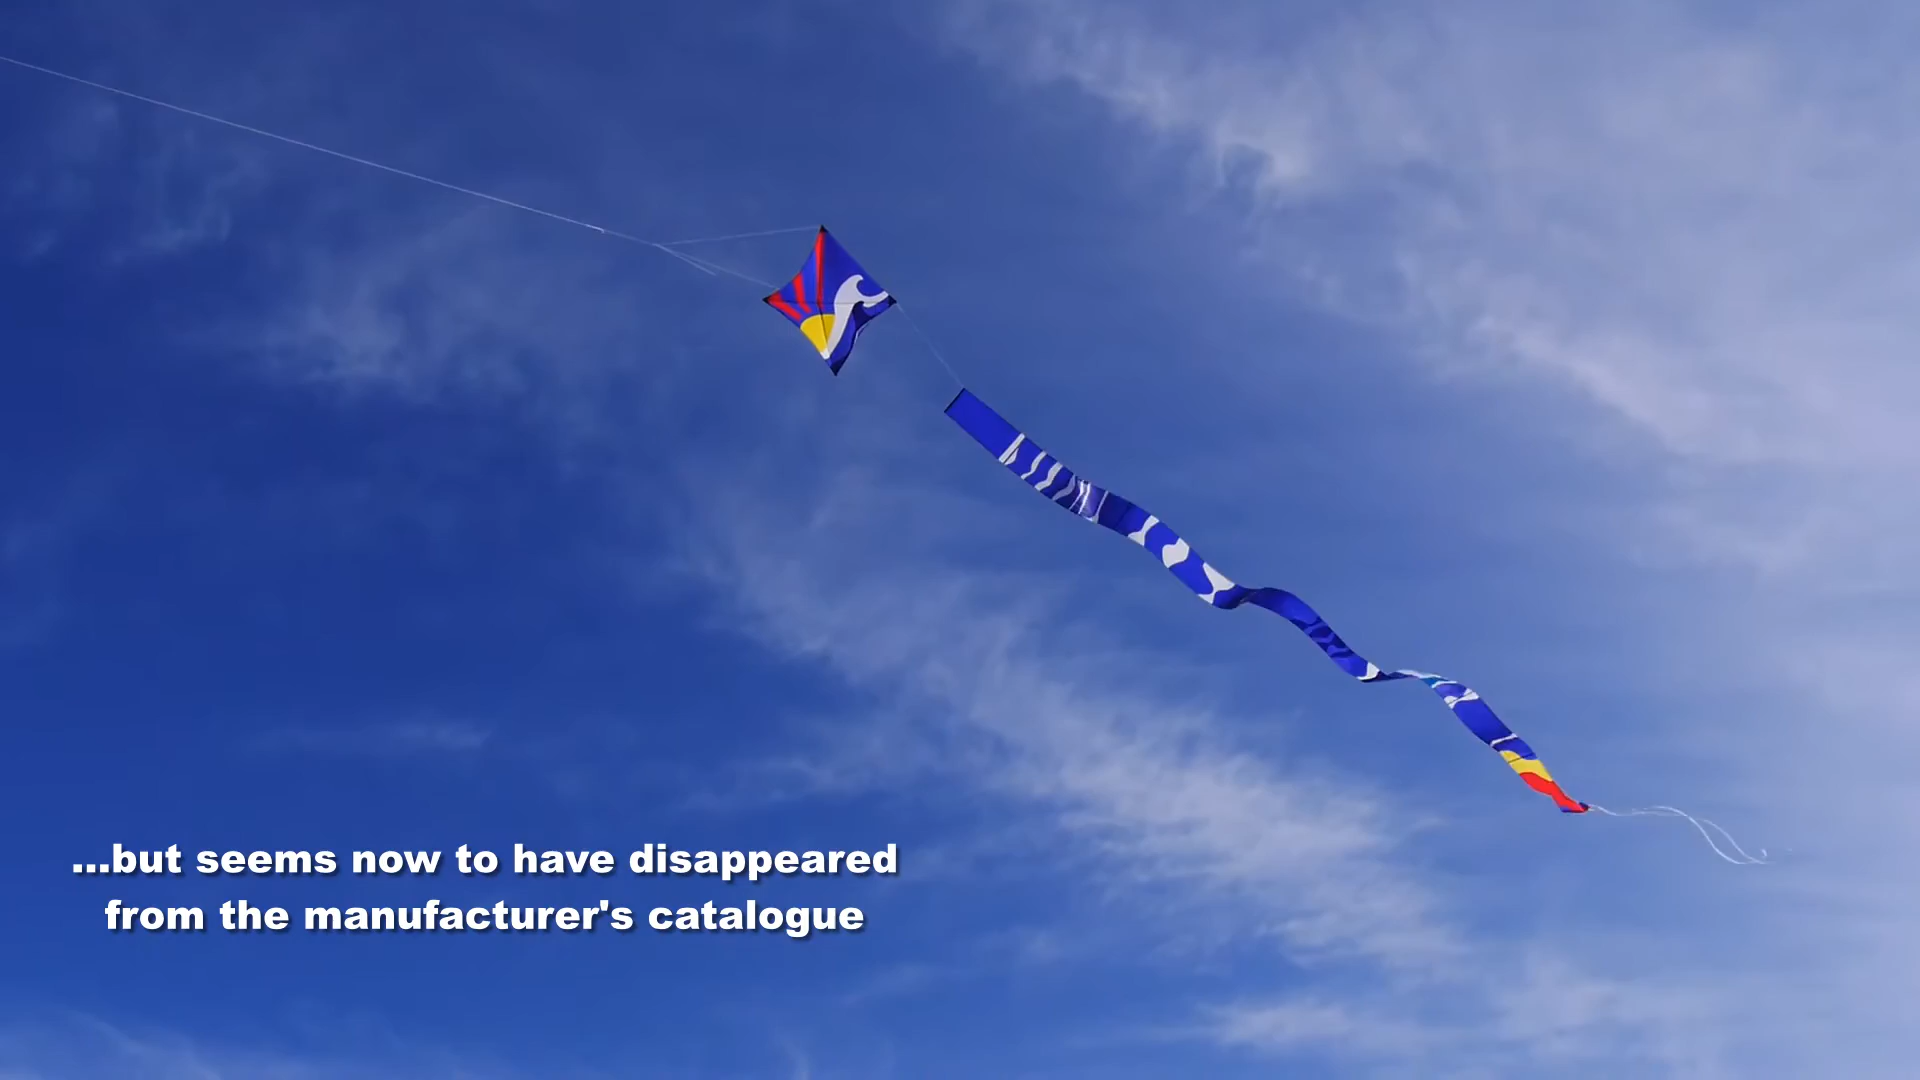 ...but seems now to have disappeared
from the manufacturer's catalogue